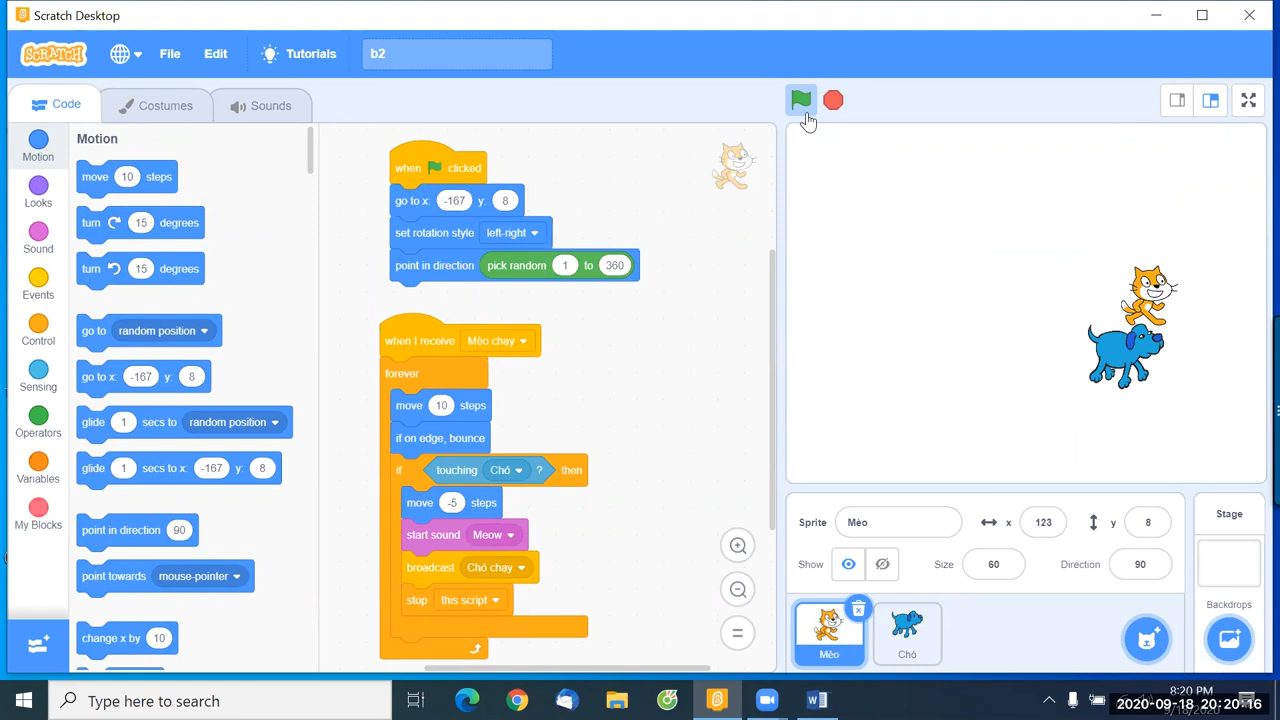 Scratch Desktop
SCRATCH
File
Edit
Tutorials
b2
Code
Costumes
Sounds
Motion
Looks
Sound
Events
Control
Sensing
Operators
Variables
My Blocks
Motion
move 10 steps
turn 15 degrees
turn 15 degrees
go to random position
go to x: -167 y: 8
glide 1 secs to random position
glide 1 secs to x: -167 y: 8
point in direction 90
point towards mouse-pointer
change x by 10
when clicked
go to x: -167 y: 8
set rotation style left-right
point in direction pick random 1 to 360
when I receive Mèo chạy
forever
move 10 steps
if on edge, bounce
if touching Chó ? then
move -5 steps
start sound Meow
broadcast Chó chạy
stop this script
Sprite Mèo x 123 y 8
Show Size 60 Direction 90
Mèo
Chó
Stage
Backdrops
Type here to search
8:20 PM
2020-09-18 20:20:16